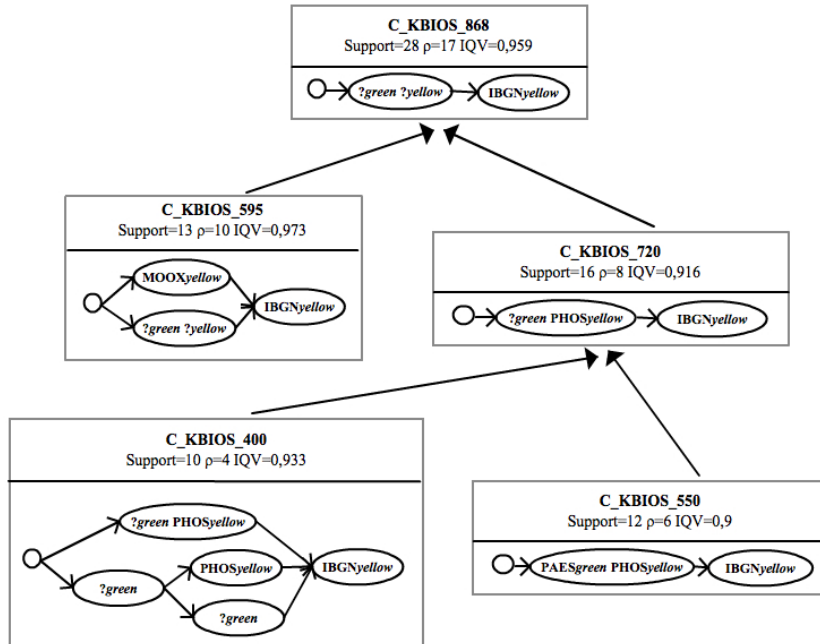 C_KBIOS_868
Support=28 ρ=17 IQV=0,959
?green ?yellow
IBGNyellow
C_KBIOS_595
Support=13 ρ=10 IQV=0,973
MOOXyellow
?green ?yellow
IBGNyellow
C_KBIOS_720
Support=16 ρ=8 IQV=0,916
?green PHOSyellow
IBGNyellow
C_KBIOS_400
Support=10 ρ=4 IQV=0,933
?green PHOSyellow
PHOSyellow
IBGNyellow
?green
?green
C_KBIOS_550
Support=12 ρ=6 IQV=0,9
PAESgreen PHOSyellow
IBGNyellow